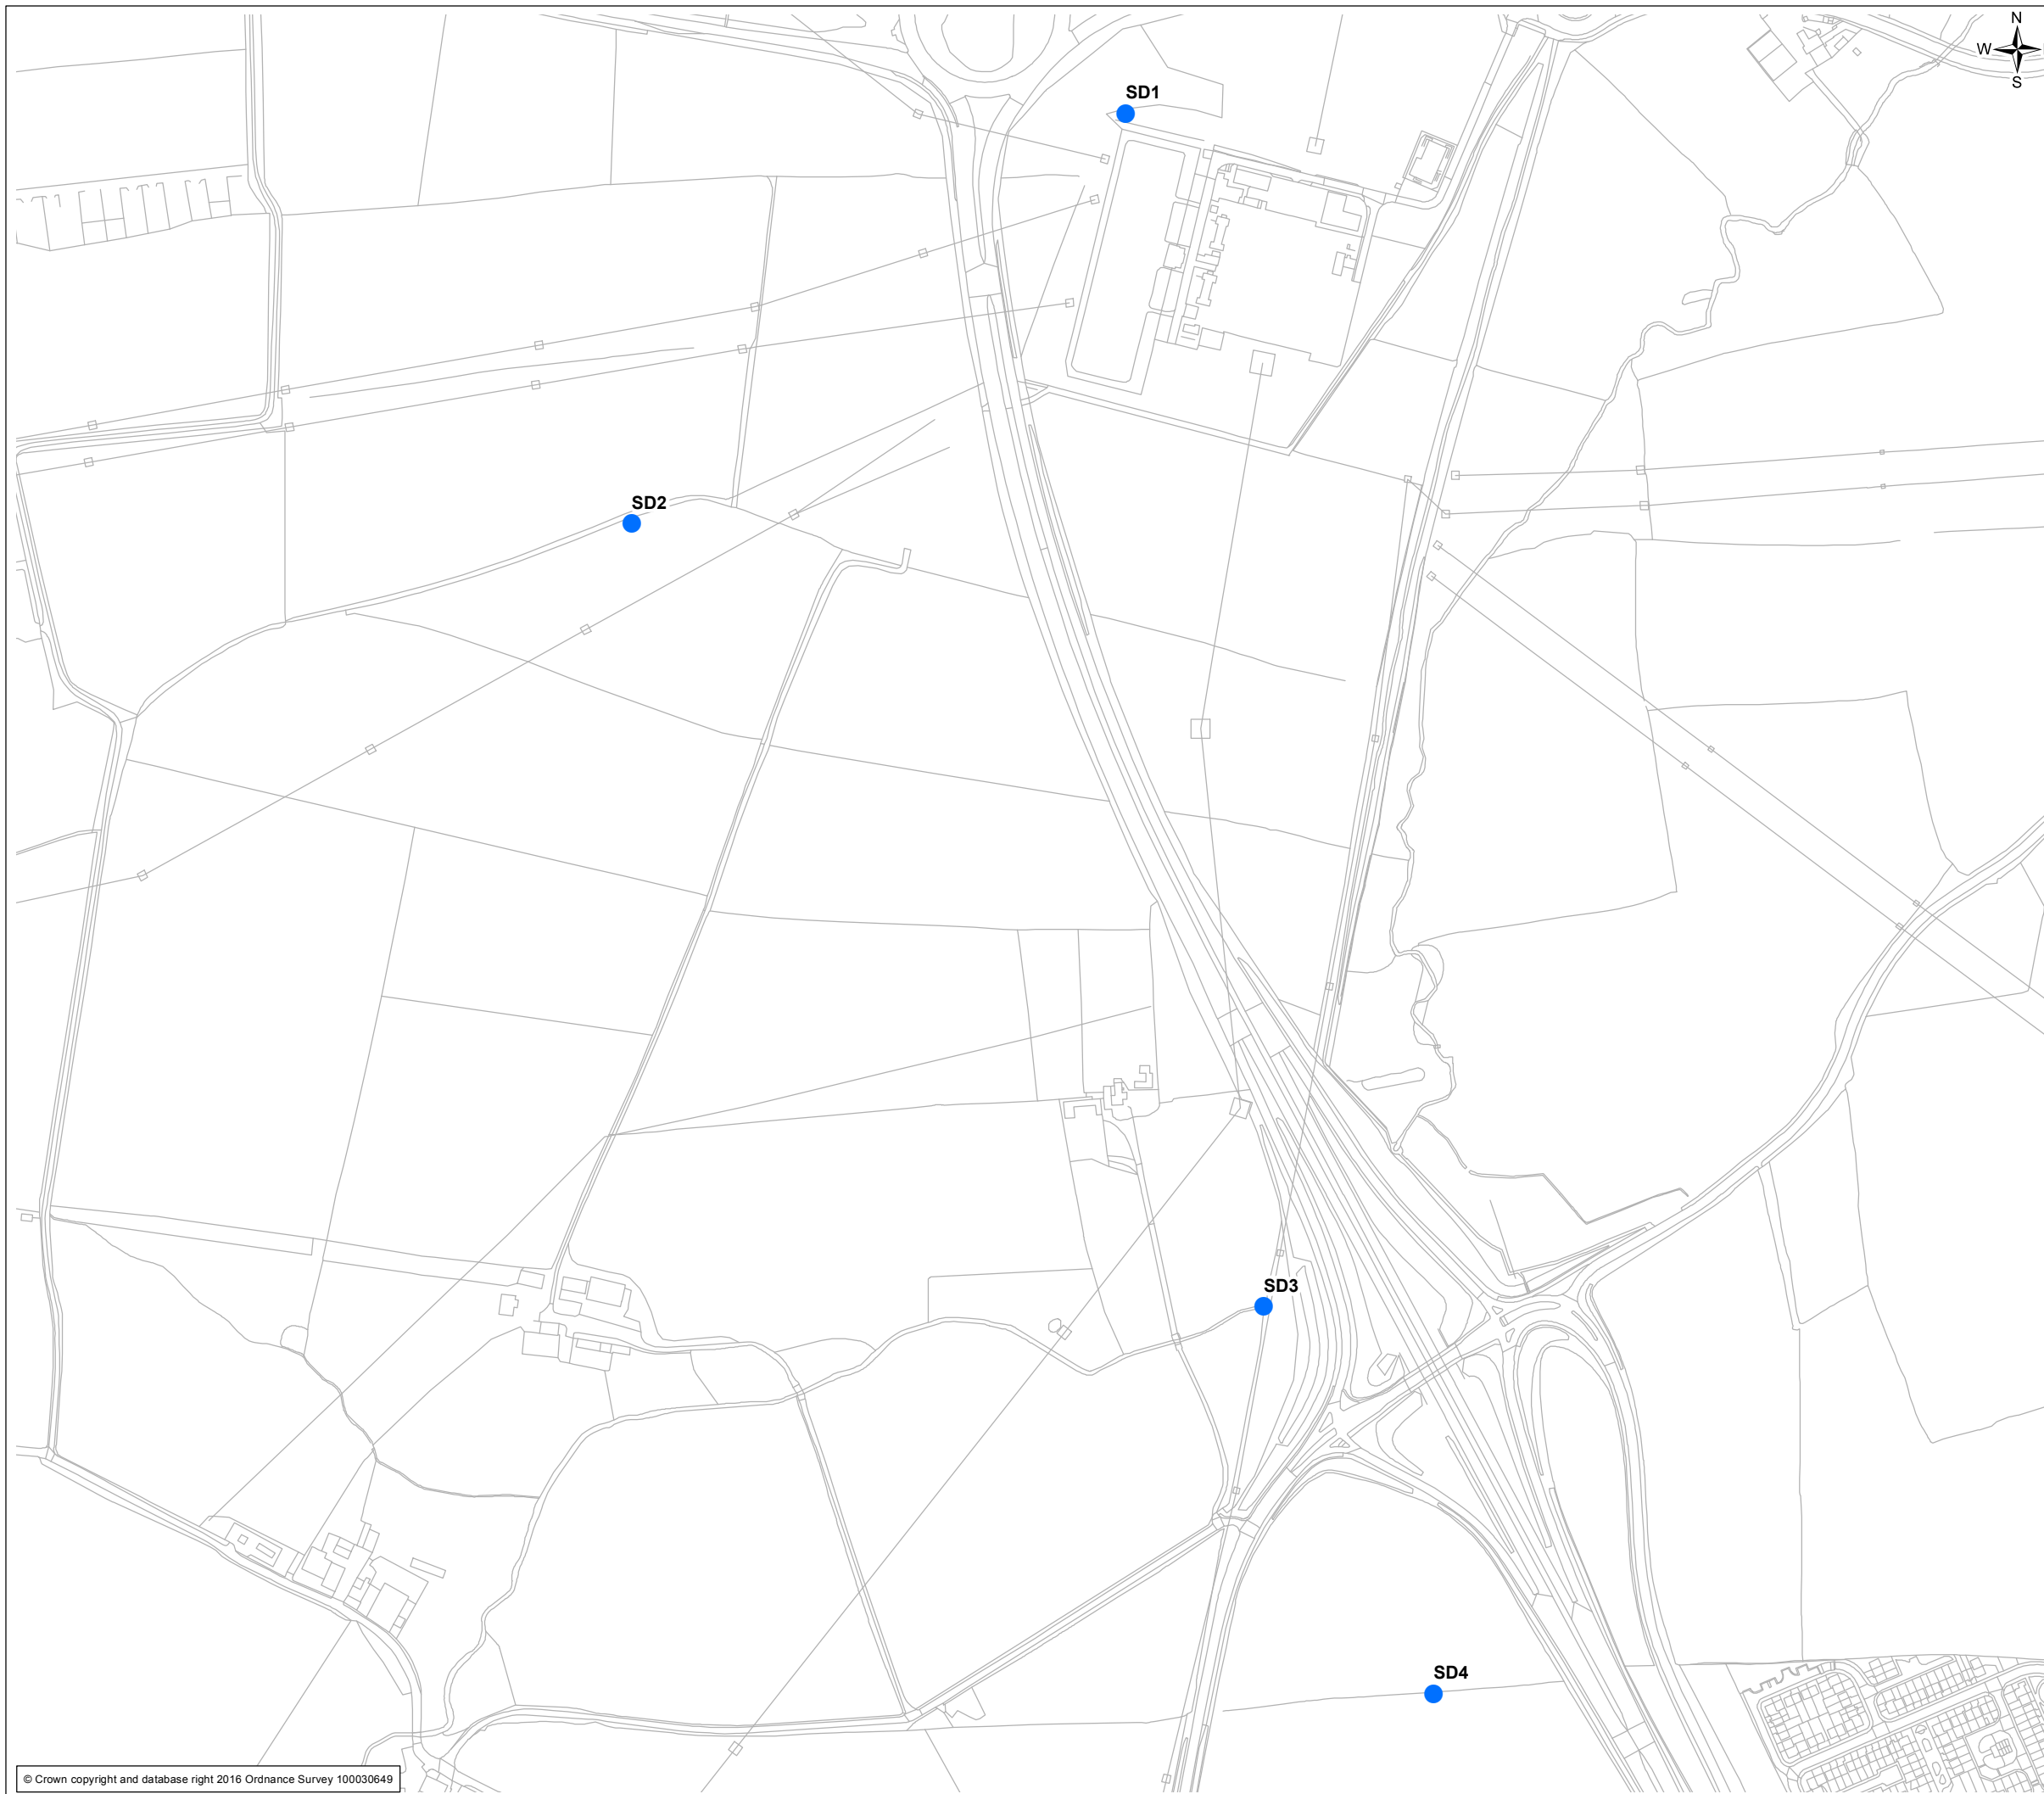 N
W
S
SD1
SD2
SD3
SD4
© Crown copyright and database right 2016 Ordnance Survey 100030649